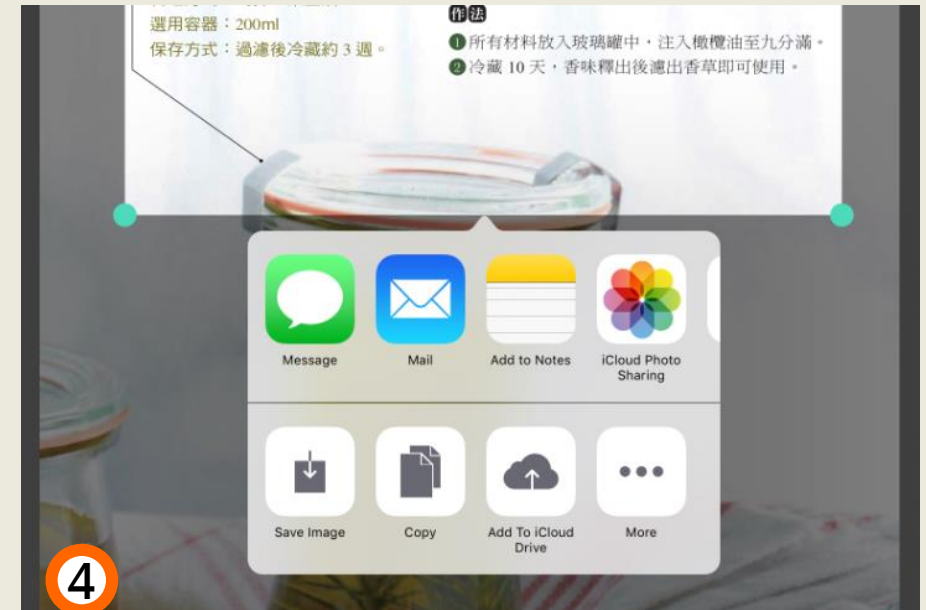 選用容器：200ml
保存方式：過濾後冷藏約 3 週。
作法
❶所有材料放入玻璃罐中，注入橄欖油至九分滿。
❷冷藏 10 天，香味釋出後濾出香草即可使用。
Message
Mail
Add to Notes
iCloud Photo
Sharing
Save Image
Copy
Add To iCloud
Drive
More
4